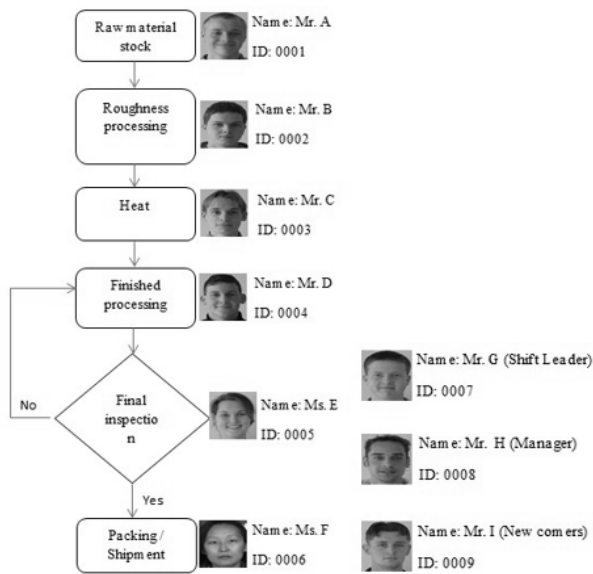 Raw material
stock
Name: Mr. A
ID: 0001
Roughness
processing
Name: Mr. B
ID: 0002
Heat
Name: Mr. C
ID: 0003
Finished
processing
Name: Mr. D
ID: 0004
No
Final
inspectio
n
Name: Ms. E
ID: 0005
Name: Mr. G (Shift Leader)
ID: 0007
Name: Mr. H (Manager)
ID: 0008
Yes
Packing /
Shipment
Name: Ms. F
ID: 0006
Name: Mr. I (New comers)
ID: 0009